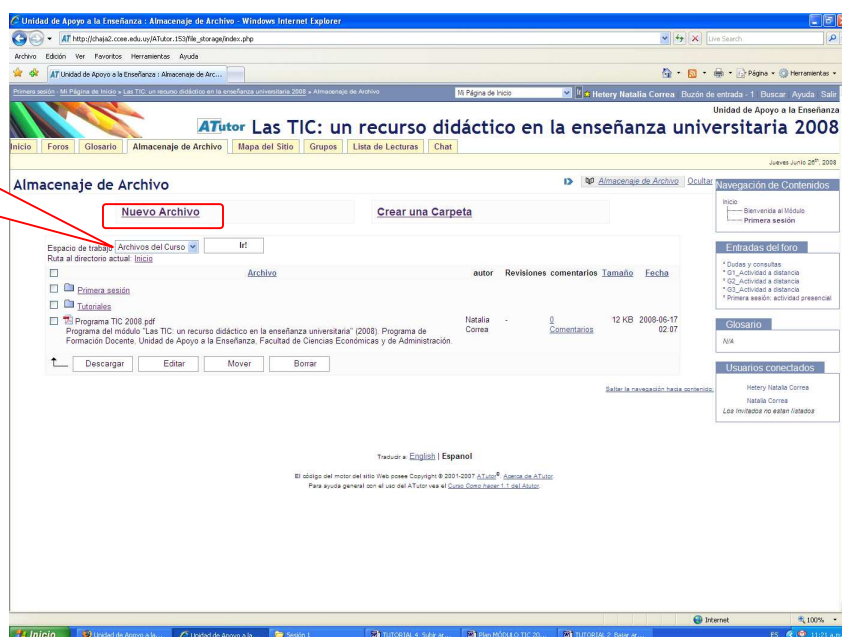 Unidad de Apoyo a la Enseñanza : Almacenaje de Archivo - Windows Internet Explorer
http://chaja2.ccee.edu.uy/ATutor.153/file_storage/index.php
Live Search
Archivo Edición Ver Favoritos Herramientas Ayuda
AT Unidad de Apoyo a la Enseñanza : Almacenaje de Arc...
Página Herramientas
Primera sesión - Mi Página de Inicio » Las TIC: un recurso didáctico en la enseñanza universitaria 2008 » Almacenaje de Archivo
Mi Página de Inicio
Ir
Hetery Natalia Correa Buzón de entrada - 1 Buscar Ayuda Salir
Unidad de Apoyo a la Enseñanza
ATutor Las TIC: un recurso didáctico en la enseñanza universitaria 2008
Inicio Foros Glosario Almacenaje de Archivo Mapa del Sitio Grupos Lista de Lecturas Chat
Jueves Junio 26th, 2008
Almacenaje de Archivo
Almacenaje de Archivo Ocultar
Nuevo Archivo
Crear una Carpeta
Espacio de trabajo Archivos del Curso Ir!
Ruta al directorio actual: Inicio
Archivo autor Revisiones comentarios Tamaño Fecha
Primera sesión
Tutoriales
Programa TIC 2008.pdf
Programa del módulo "Las TIC: un recurso didáctico en la enseñanza universitaria" (2008). Programa de
Formación Docente, Unidad de Apoyo a la Enseñanza, Facultad de Ciencias Económicas y de Administración.
Natalia
Correa
-
0
Comentarios
12 KB
2008-06-17
02:07
Descargar Editar Mover Borrar
Saltar la navegación hacia contenido
Navegación de Contenidos
Inicio
Bienvenida al Módulo
Primera sesión
Entradas del foro
* Dudas y consultas
* G1_Actividad a distancia
* G2_Actividad a distancia
* G3_Actividad a distancia
* Primera sesión: actividad presencial
Glosario
N/A
Usuarios conectados
Hetery Natalia Correa
Natalia Correa
Los invitados no estan listados
Traducir a: English | Espanol
El código del motor del sitio Web posee Copyright © 2001-2007 ATutor®. Acerca de ATutor.
Para ayuda general con el uso del ATutor vea el Curso Como hacer 1.1 del Atutor.
Internet 100%
Inicio
Unidad de Apoyo a la ...
Unidad de Apoyo a la...
Sesión 1
TUTORIAL 4_Subir ar...
Plan MÓDULO TIC 20...
TUTORIAL 2_Bajar ar...
ES
11:21 a.m.